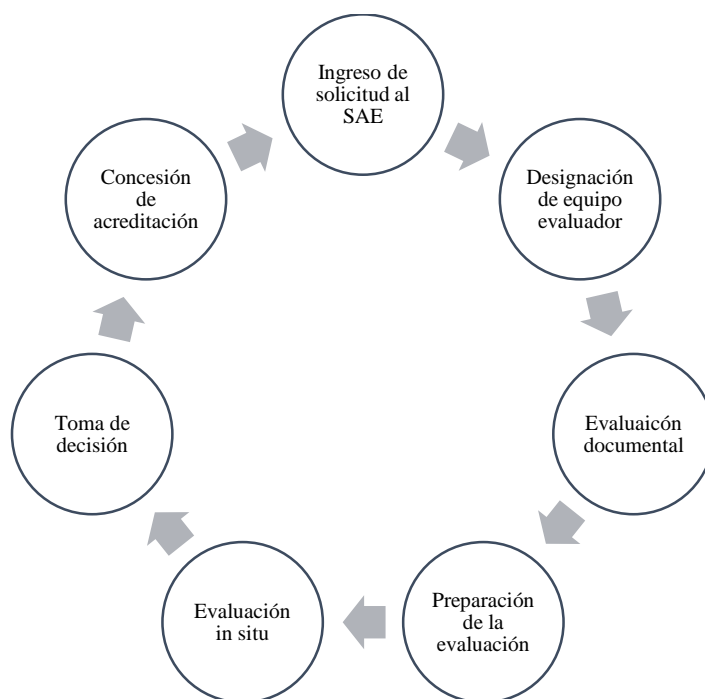 Ingreso de
solicitud al
SAE
Designación
de equipo
evaluador
Evaluaicón
documental
Preparación
de la
evaluación
Evaluación
in situ
Toma de
decisión
Concesión
de
acreditación